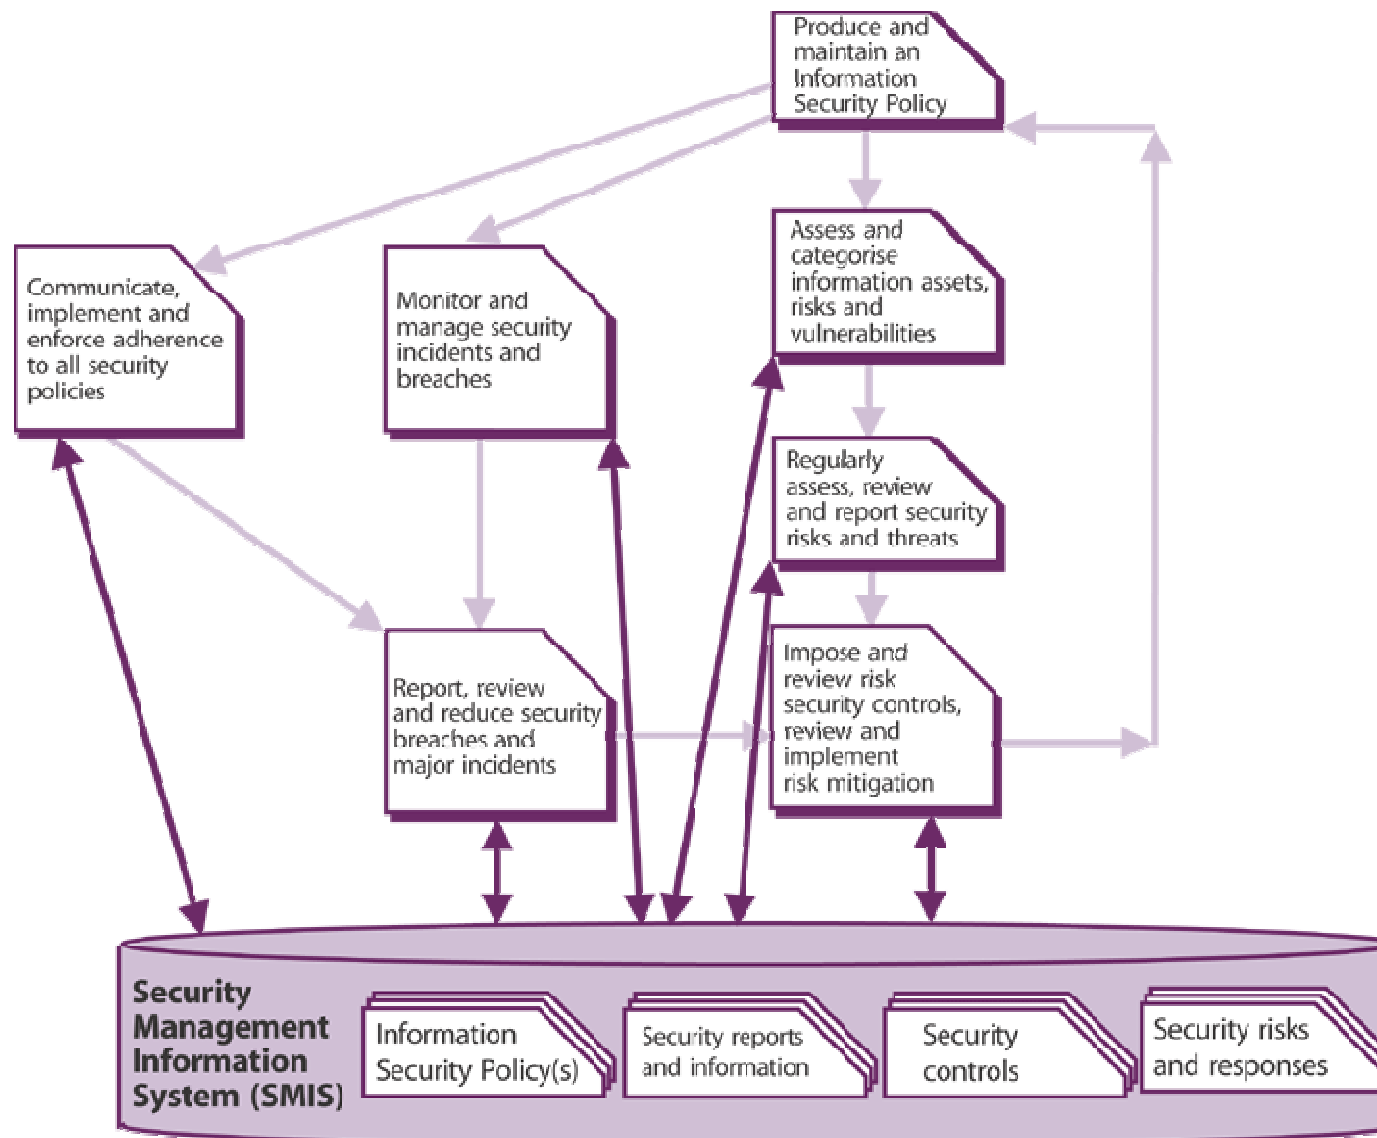 Produce and
maintain an
Information
Security Policy
Assess and
categorise
information assets,
risks and
vulnerabilities
Communicate,
implement and
enforce adherence
to all security
policies
Monitor and
manage security
incidents and
breaches
Regularly
assess, review
and report security
risks and threats
Report, review
and reduce security
breaches and
major incidents
Impose and
review risk
security controls,
review and
implement
risk mitigation
Security
Management
Information
System (SMIS)
Information
Security Policy(s)
Security reports
and information
Security
controls
Security risks
and responses